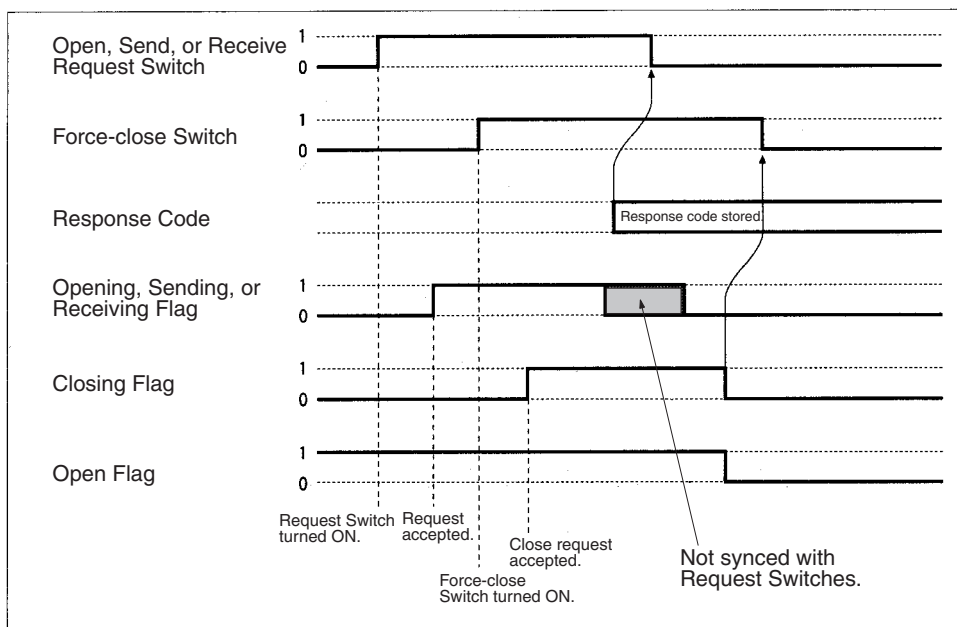 Open, Send, or Receive
Request Switch
1
0
Force-close Switch
1
0
Response Code
Response code stored.
Opening, Sending, or
Receiving Flag
1
0
Closing Flag
1
0
Open Flag
1
0
Request Switch
turned ON.
Request
accepted.
Force-close
Switch turned ON.
Close request
accepted.
Not synced with
Request Switches.